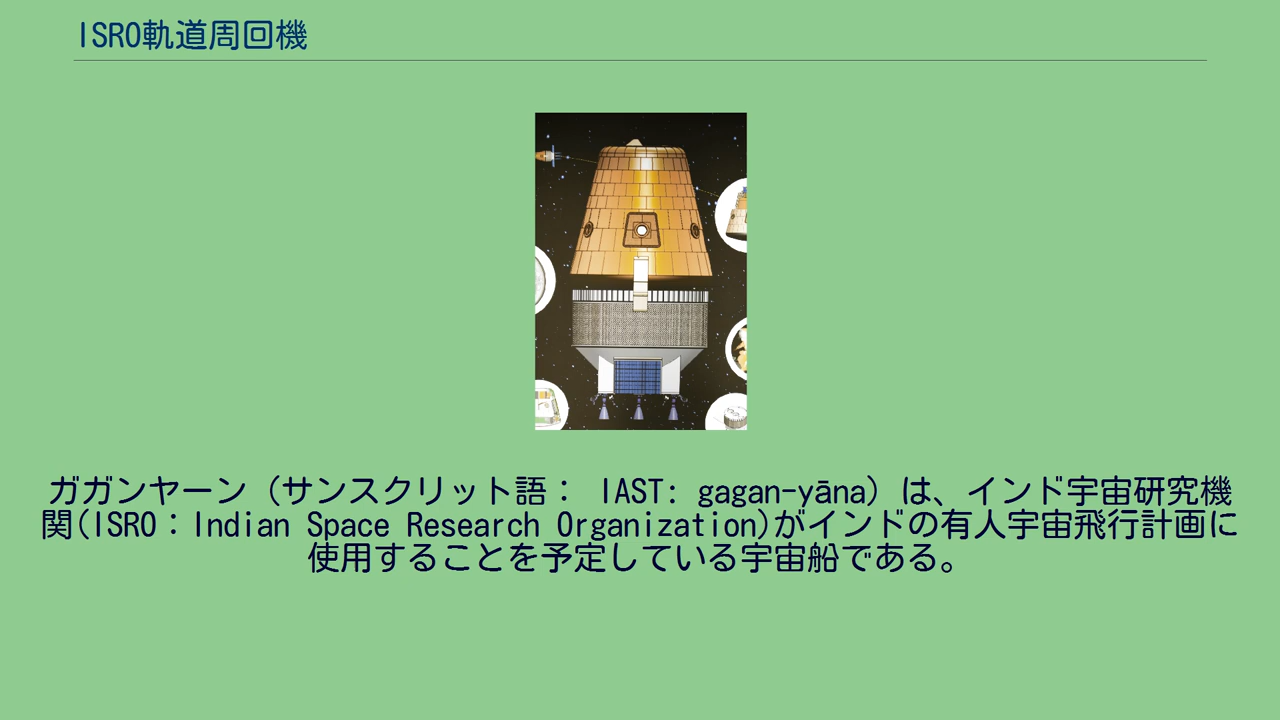 ISRO軌道周回機
ガガンヤーン（サンスクリット語： IAST: gagan-yāna）は、インド宇宙研究機
関(ISRO：Indian Space Research Organization)がインドの有人宇宙飛行計画に
使用することを予定している宇宙船である。